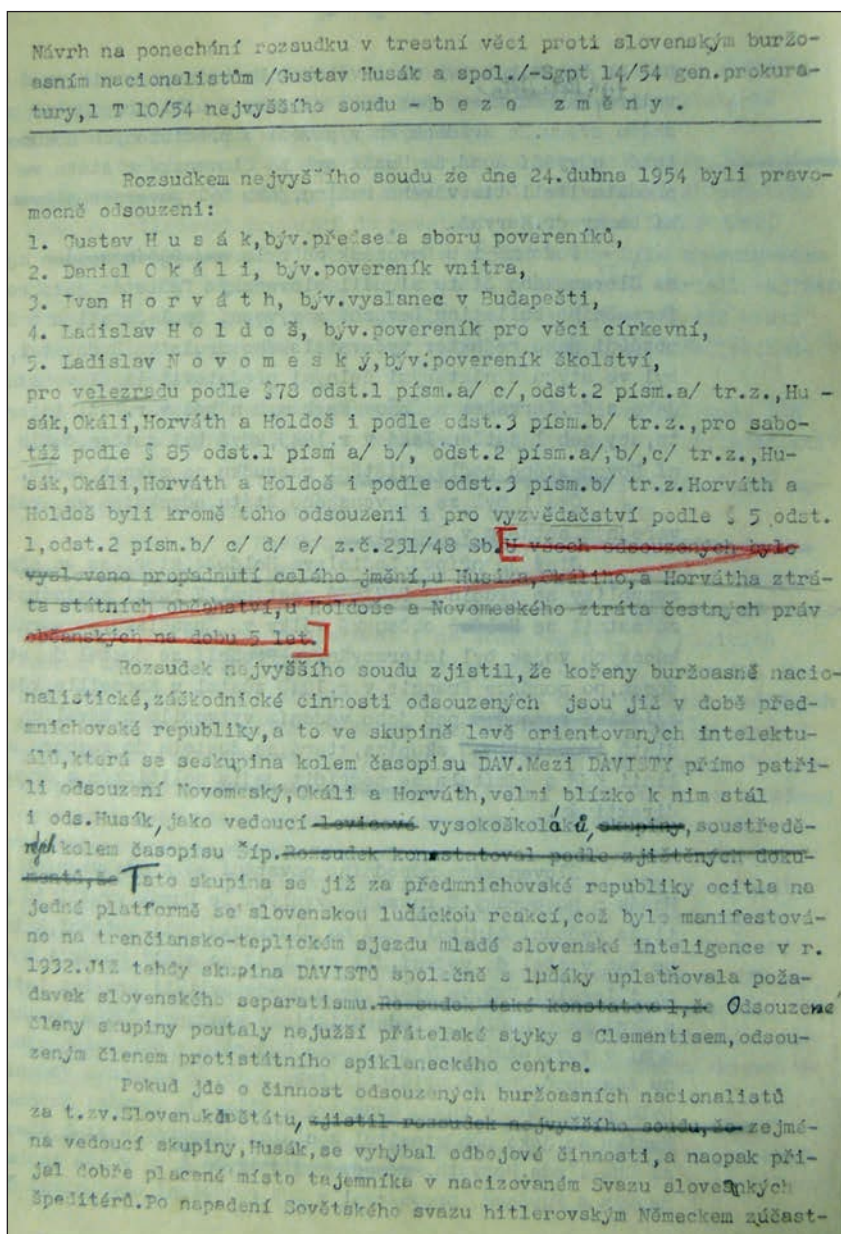 Návrh na ponechání rozsudku v trestní věci proti slovenským buržo-
asním nacionalistům /Gustav Husák a spol./-Sgpt 14/54 gen.prokura-
tury,1 T 10/54 nejvyššího soudu - b e z o   z m ě n y .
Rozsudkem nejvyššího soudu ze dne 24.dubna 1954 byli pravo-
mocně odsouzeni:
1. Gustav H u s á k,býv.předseda sboru povereníků,
2. Daniel O k á l i, býv.povereník vnitra,
3. Ivan H o r v á t h, býv.vyslanec v Budapešti,
4. Ladislav H o l d o š, býv.povereník pro věci církevní,
5. Ladislav N o v o m e s k ý,býv.povereník školství,
pro velezradu podle §78 odst.1 písm.a/ c/,odst.2 písm.a/ tr.z.,Hu -
sák,Okáli,Horváth a Holdoš i podle odst.3 písm.b/ tr.z.,pro sabo-
táž podle § 85 odst.1 písm a/ b/, odst.2 písm.a/,b/,c/ tr.z.,Hu-
sák,Okáli,Horváth a Holdoš i podle odst.3 písm.b/ tr.z.Horváth a
Holdoš byli kromě toho odsouzeni i pro vyzvědačství podle § 5 odst.
1,odst.2 písm.b/ c/ d/ e/ z.č.231/48 Sb.[U všech odsouzených bylo
vysloveno propadnutí celého jmění,u Husáka,Okáliho,a Horvátha ztrá-
ta státních občanství,u Holdoše a Novomeského ztráta čestných práv
občanských na dobu 5 let.]
Rozsudek nejvyššího soudu zjistil,že kořeny buržoasně nacio-
nalistické,záškodnické cinnosti odsouzených jsou již v době před-
mnichovské republiky,a to ve skupině levě orientovaných intelektu-
álů,která se seskupina kolem časopisu DAV.Mezi DAVISTY přímo patři-
li odsouzení Novomeský,Okáli a Horváth,velmi blízko k nim stál
i ods.Husák,jako vedoucí levicové vysokoškoláků,skupiny,soustředě-
ných kolem časopisu Šíp.Rozsudek konstatoval podle zjištěných doku-
mentů,že Tato skupina se již za předmnichovské republiky ocitla na
jedné platformě se slovenskou luďáckou reakcí,což bylo manifestová-
no na trenčiansko-teplickém sjezdu mladé slovenské inteligence v r.
1932.Již tehdy skupina DAVISTŮ společně s luďáky uplatňovala poža-
davek slovenského separatismu.Rozsudek také konstatoval,že Odsouzené
členy skupiny poutaly nejužší přátelské styky s Clementisem,odsou-
zeným členem protistátního spikleneckého centra.
Pokud jde o činnost odsouzených buržoasních nacionalistů
za t.zv.Slovenského štátu, zjistil rozsudek nejvyššího soudu,že zejmé-
na vedoucí skupiny,Husák,se vyhýbal odbojové činnosti,a naopak při-
jal dobře placené místo tajemníka v nacizovaném Svazu slovenských
špeditérů.Po napadení Sovětského svazu hitlerovským Německem zúčast-